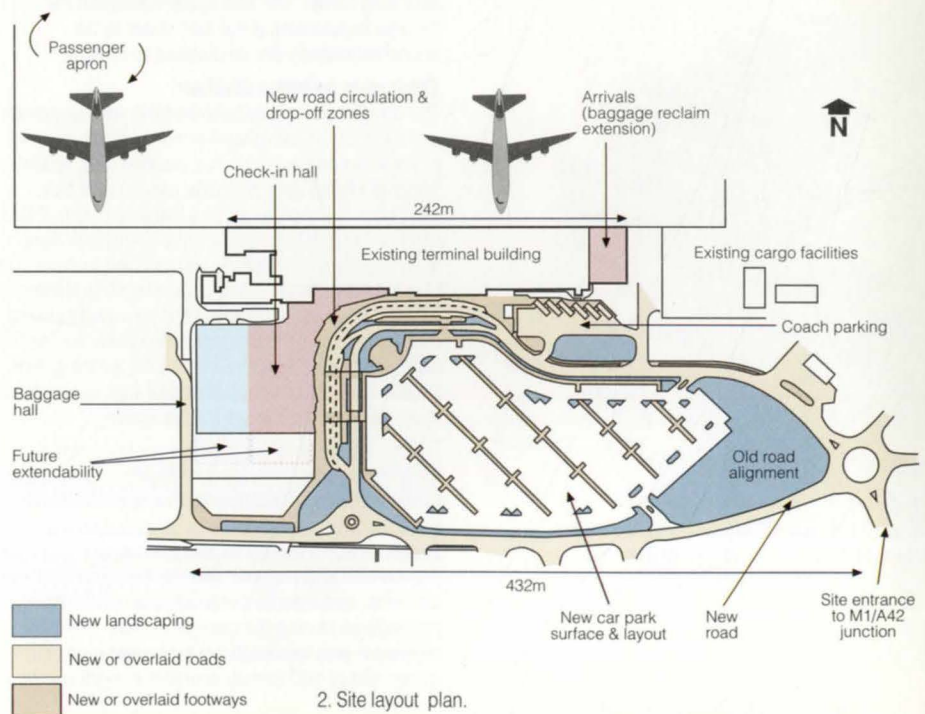 Passenger
apron
New road circulation &
drop-off zones
Arrivals
(baggage reclaim
extension)
N
Check-in hall
242m
Existing terminal building
Existing cargo facilities
Coach parking
Baggage
hall
Future
extendability
Old road
alignment
432m
New car park
surface & layout
New
road
Site entrance
to M1/A42
junction
New landscaping
New or overlaid roads
New or overlaid footways
2. Site layout plan.